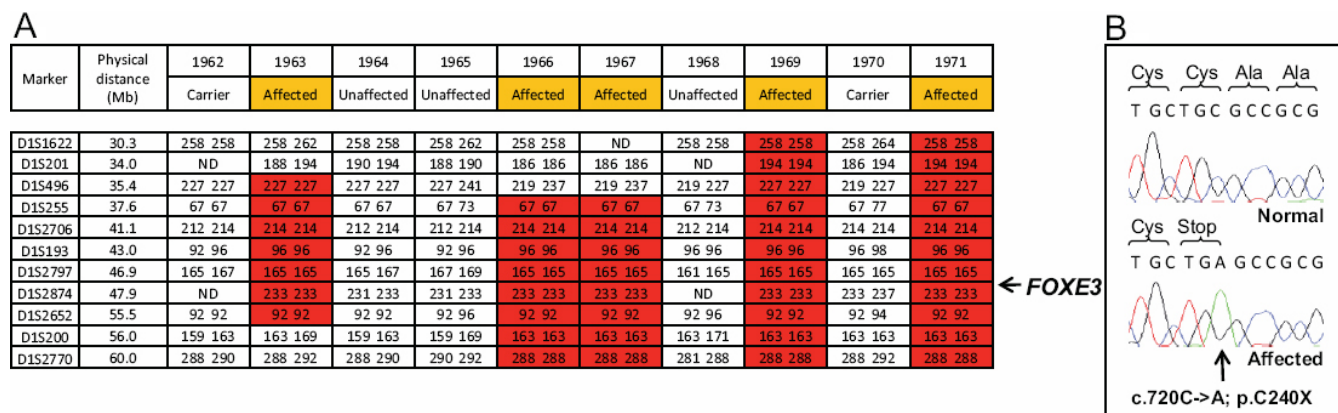 A
Marker Physical distance (Mb) 1962 1963 1964 1965 1966 1967 1968 1969 1970 1971
Carrier Affected Unaffected Unaffected Affected Affected Unaffected Affected Carrier Affected
D1S1622 30.3 258 258 258 262 258 258 258 262 258 258 ND 258 258 258 258 258 264 258 258
D1S201 34.0 ND 188 194 190 194 188 190 186 186 186 186 ND 194 194 186 194 194 194
D1S496 35.4 227 227 227 227 227 227 227 241 219 237 219 237 219 227 227 227 219 227 227 227
D1S255 37.6 67 67 67 67 67 67 67 73 67 67 67 67 67 73 67 67 67 77 67 67
D1S2706 41.1 212 214 214 214 212 214 212 214 214 214 214 214 212 214 214 214 212 214 214 214
D1S193 43.0 92 96 96 96 92 96 92 96 96 96 96 96 96 96 96 96 96 98 96 96
D1S2797 46.9 165 167 165 165 165 167 167 169 165 165 165 165 161 165 165 165 165 165 165 165
D1S2874 47.9 ND 233 233 231 233 231 233 233 233 233 233 ND 233 233 233 237 233 233
D1S2652 55.5 92 92 92 92 92 92 92 96 92 92 92 92 92 96 92 92 92 94 92 92
D1S200 56.0 159 163 163 169 159 163 159 169 163 163 163 163 163 171 163 163 163 163 163 163
D1S2770 60.0 288 290 288 292 288 290 290 292 288 288 288 288 281 288 288 288 288 292 288 288
FOXE3
B
Cys Cys Ala Ala
T G C T G C G C C G C G
Normal
Cys Stop
T G C T G A G C C G C G
Affected
c.720C->A; p.C240X